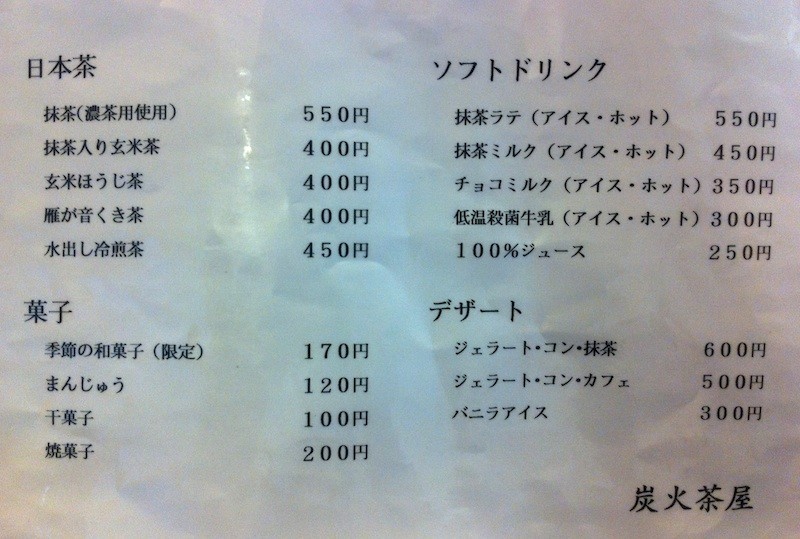 日本茶
抹茶(濃茶用使用) 550円
抹茶入り玄米茶 400円
玄米ほうじ茶 400円
雁が音くき茶 400円
水出し冷煎茶 450円
菓子
季節の和菓子(限定) 170円
まんじゅう 120円
干菓子 100円
焼菓子 200円
ソフトドリンク
抹茶ラテ(アイス・ホット) 550円
抹茶ミルク(アイス・ホット) 450円
チョコミルク(アイス・ホット) 350円
低温殺菌牛乳(アイス・ホット) 300円
100%ジュース 250円
デザート
ジェラート・コン・抹茶 600円
ジェラート・コン・カフェ 500円
バニラアイス 300円
炭火茶屋